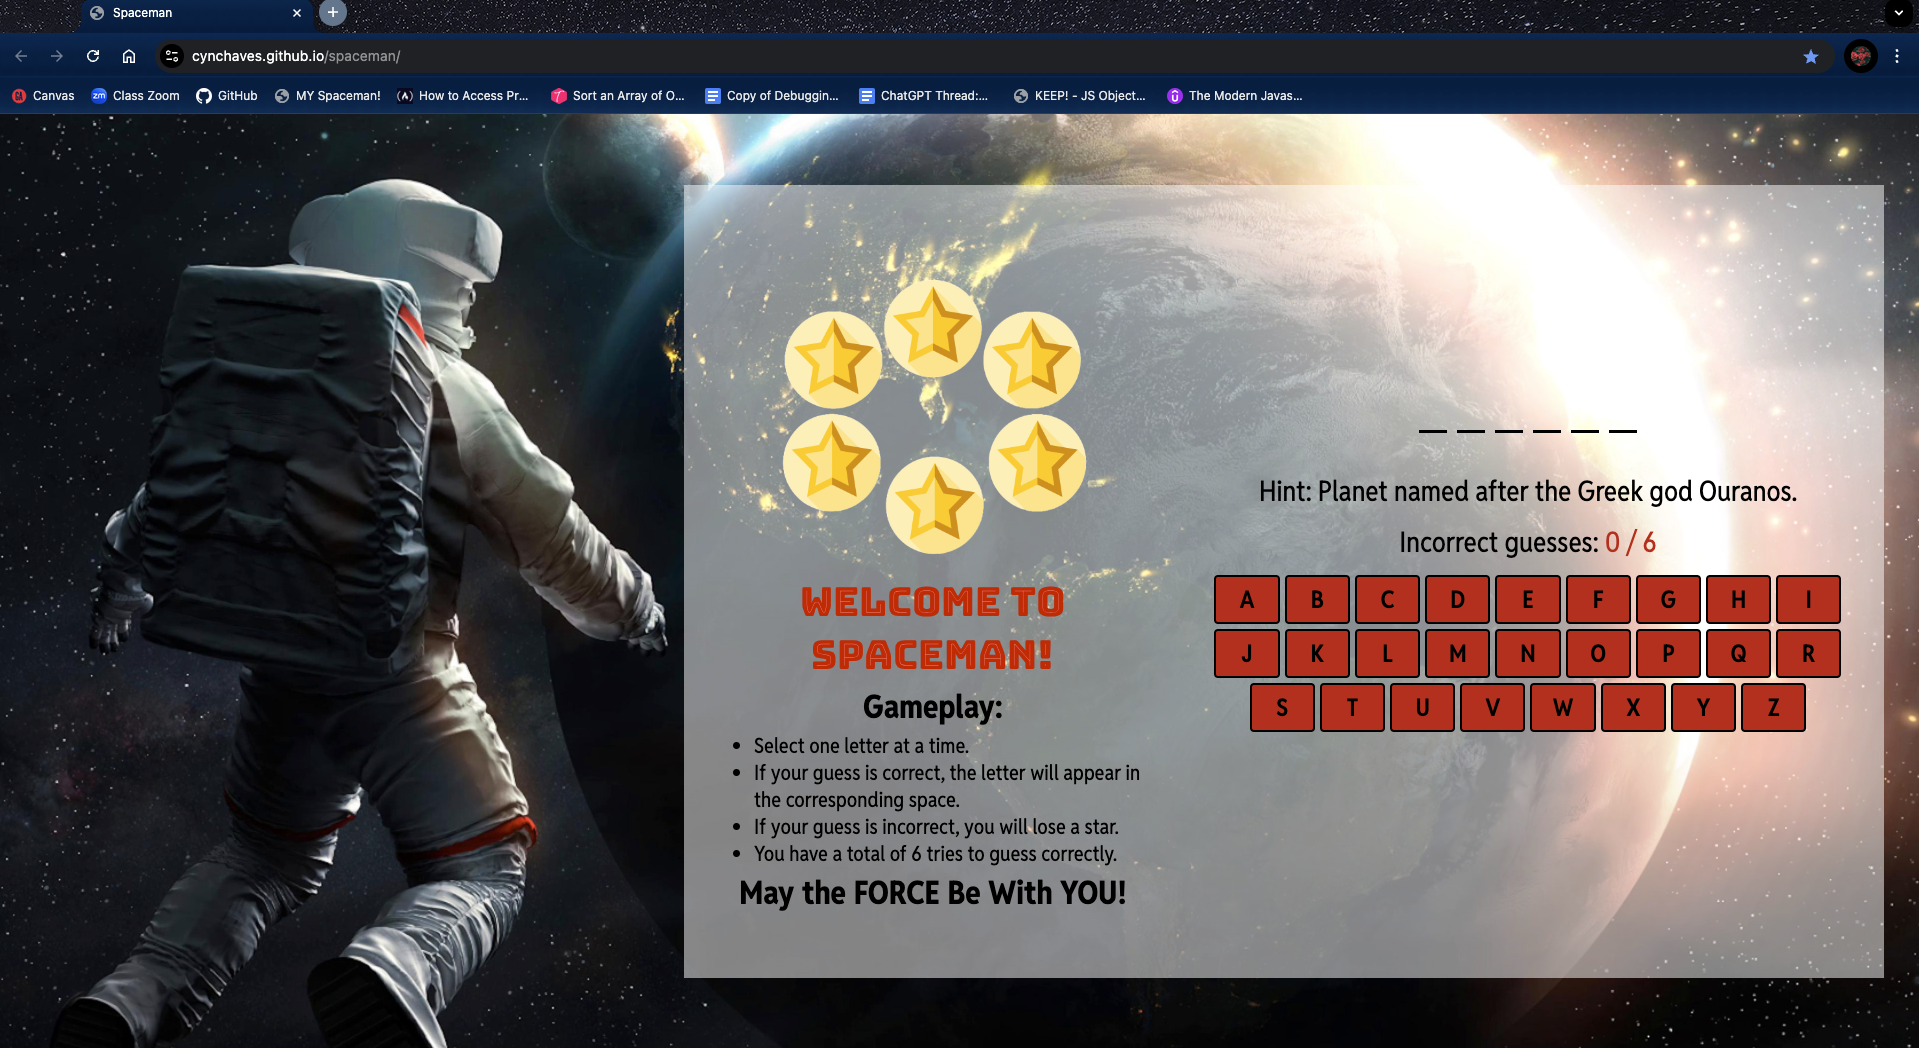 Spaceman
cynchaves.github.io/spaceman/
Canvas
Class Zoom
GitHub
MY Spaceman!
How to Access Pr...
Sort an Array of O...
Copy of Debuggin...
ChatGPT Thread:...
KEEP! - JS Object...
The Modern Javas...
WELCOME TO
SPACEMAN!
Gameplay:
• Select one letter at a time.
• If your guess is correct, the letter will appear in
the corresponding space.
• If your guess is incorrect, you will lose a star.
• You have a total of 6 tries to guess correctly.
May the FORCE Be With YOU!
_ _ _ _ _ _
Hint: Planet named after the Greek god Ouranos.
Incorrect guesses: 0 / 6
A B C D E F G H I
J K L M N O P Q R
S T U V W X Y Z